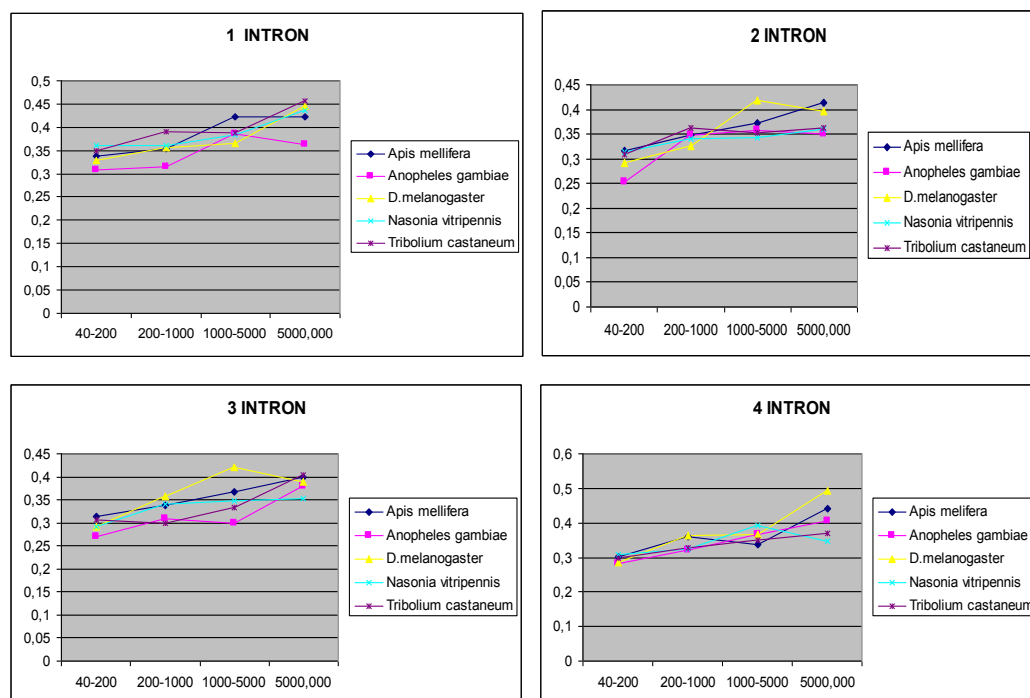 1 INTRON
0,5
0,45
0,4
0,35
0,3
0,25
0,2
0,15
0,1
0,05
0
40-200 200-1000 1000-5000 5000,000
Apis mellifera
Anopheles gambiae
D.melanogaster
Nasonia vitripennis
Tribolium castaneum
2 INTRON
0,45
0,4
0,35
0,3
0,25
0,2
0,15
0,1
0,05
0
40-200 200-1000 1000-5000 5000,000
Apis mellifera
Anopheles gambiae
D.melanogaster
Nasonia vitripennis
Tribolium castaneum
3 INTRON
0,45
0,4
0,35
0,3
0,25
0,2
0,15
0,1
0,05
0
40-200 200-1000 1000-5000 5000,000
Apis mellifera
Anopheles gambiae
D.melanogaster
Nasonia vitripennis
Tribolium castaneum
4 INTRON
0,6
0,5
0,4
0,3
0,2
0,1
0
40-200 200-1000 1000-5000 5000,000
Apis mellifera
Anopheles gambiae
D.melanogaster
Nasonia vitripennis
Tribolium castaneum